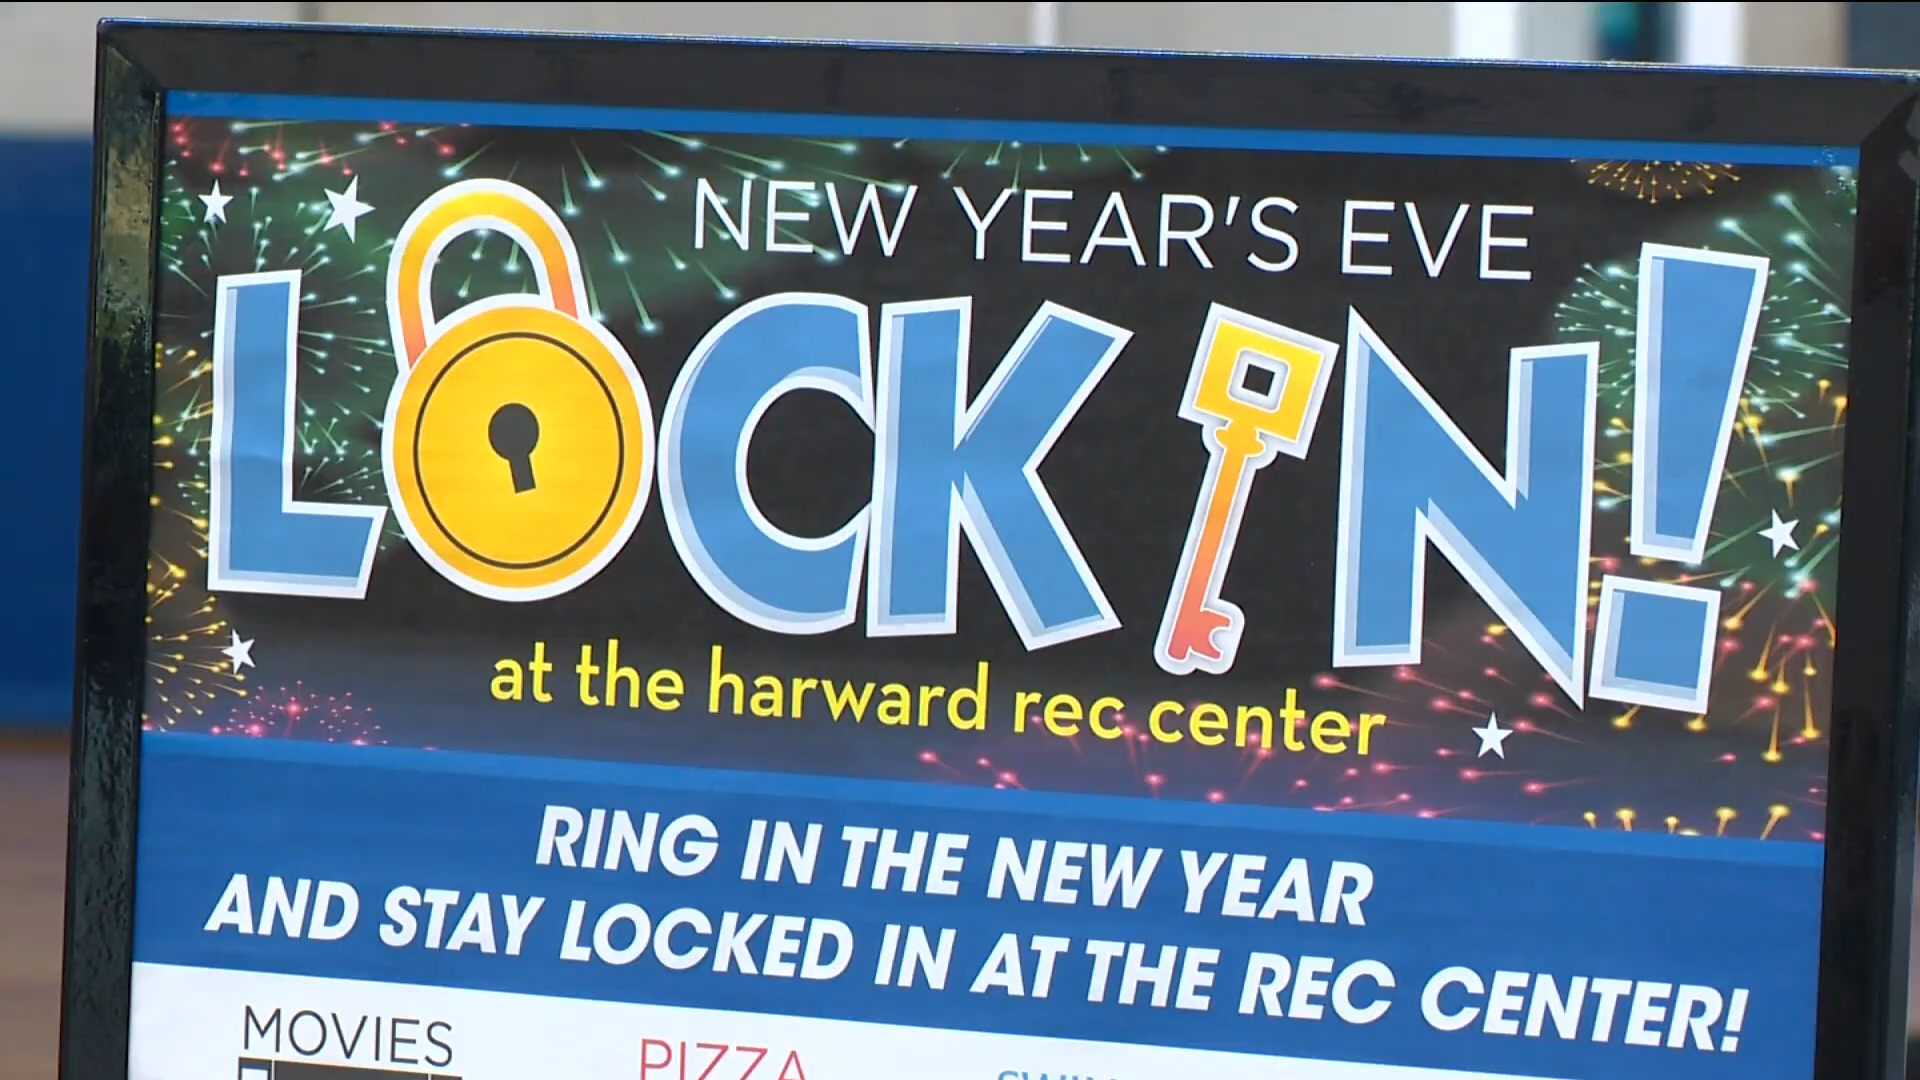 NEW YEAR'S EVE
LOCK IN!
at the harward rec center
RING IN THE NEW YEAR
AND STAY LOCKED IN AT THE REC CENTER!
MOVIES PIZZA